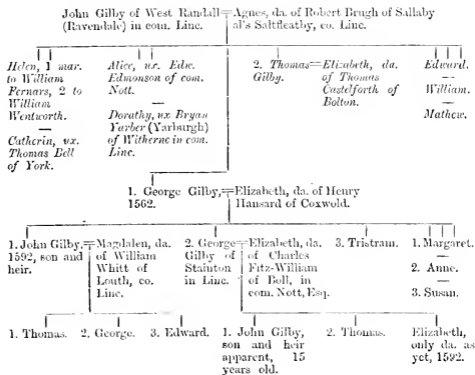 John Gilby of West Randall=Agnes, da. of Robert Brugh of Sallaby
(Ravendale) in com. Linc. al's Saltfleatby, co. Linc.
Helen, 1 mar.
to William
Fernars, 2 to
William
Wentworth.
—
Catherin, vx.
Thomas Bell
of York.
Alice, ux. Edw.
Edmonson of com.
Nott.
—
Dorathy, ux Bryan
Yarber (Yarburgh)
of Witherne in com.
Linc.
2. Thomas=Elizabeth, da.
Gilby. of Thomas
Castelforth of
Bolton.
Edward.
—
William.
—
Mathew.
1. George Gilby,=Elizabeth, da. of Henry
1562. Hansard of Coxwold.
1. John Gilby,=Magdalen, da.
1592, son and of William
heir. Whitt of
Louth, co.
Linc.
2. George=Elizabeth, da.
Gilby of of Charles
Stainton Fitz-William
in Linc. of Boll, in
com. Nott, Esq.
3. Tristram.
1. Margaret.
—
2. Anne.
—
3. Susan.
1. Thomas. 2. George. 3. Edward.
1. John Gilby,
son and heir
apparent, 15
years old.
2. Thomas.
Elizabeth,
only da. as
yet, 1592.